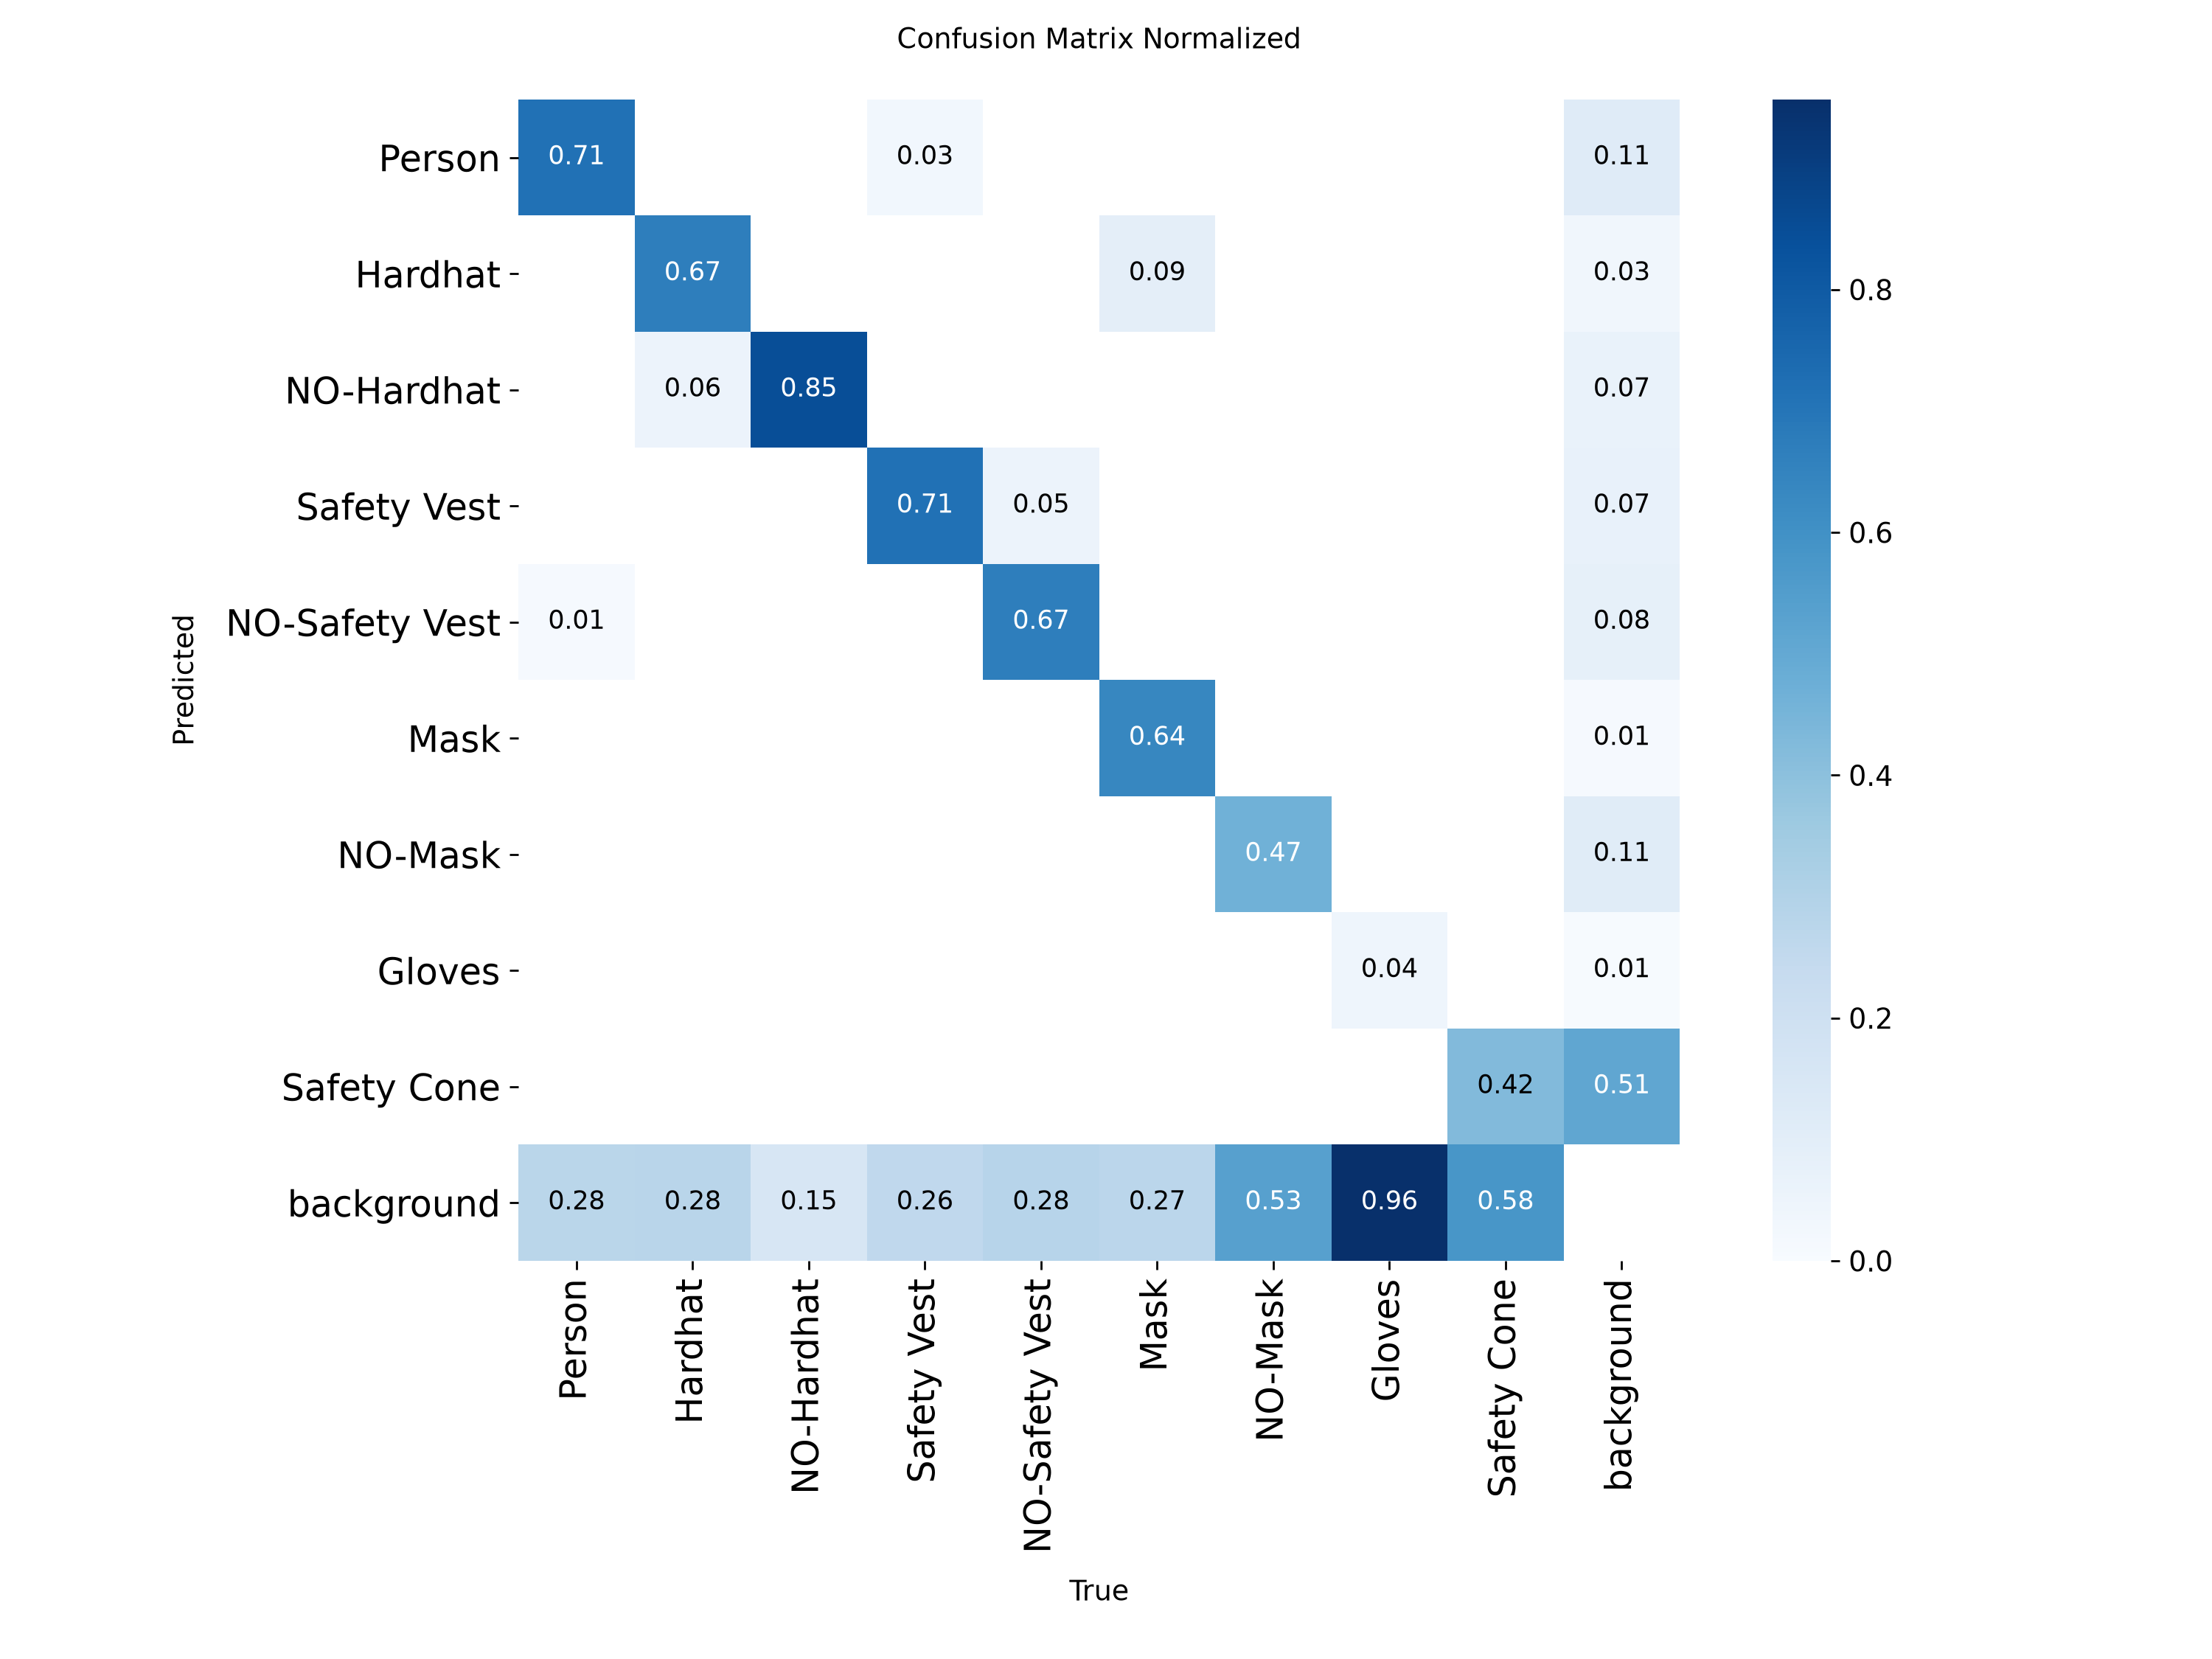 Confusion Matrix Normalized
Person 0.71 0.03 0.11
Hardhat 0.67 0.09 0.03
NO-Hardhat 0.06 0.85 0.07
Safety Vest 0.71 0.05 0.07
NO-Safety Vest 0.01 0.67 0.08
Mask 0.64 0.01
NO-Mask 0.47 0.11
Gloves 0.04 0.01
Safety Cone 0.42 0.51
background 0.28 0.28 0.15 0.26 0.28 0.27 0.53 0.96 0.58
Predicted
Person
Hardhat
NO-Hardhat
Safety Vest
NO-Safety Vest
Mask
NO-Mask
Gloves
Safety Cone
background
True
0.8
0.6
0.4
0.2
0.0